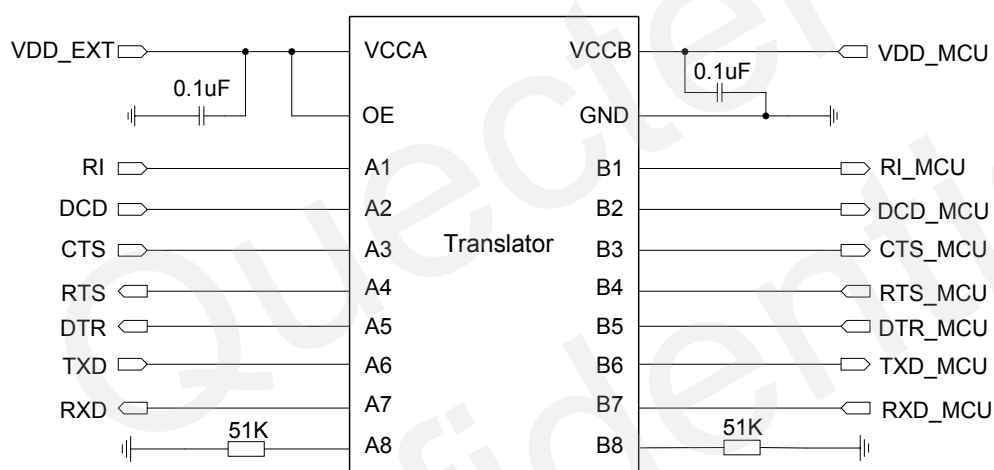 VDD_EXT VCCA VCCB VDD_MCU
0.1uF 0.1uF
OE GND
RI A1 B1 RI_MCU
DCD A2 B2 DCD_MCU
CTS A3 Translator B3 CTS_MCU
RTS A4 B4 RTS_MCU
DTR A5 B5 DTR_MCU
TXD A6 B6 TXD_MCU
RXD A7 B7 RXD_MCU
51K A8 B8 51K
Quectel